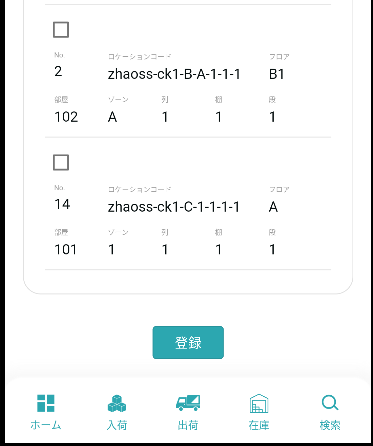 No ロケーションコード フロア
2 zhaoss-ck1-B-A-1-1-1 B1
部屋 ゾーン 列 棚 段
102 A 1 1 1
No ロケーションコード フロア
14 zhaoss-ck1-C-1-1-1-1 A
部屋 ゾーン 列 棚 段
101 1 1 1 1
登録
ホーム 入荷 出荷 在庫 検索